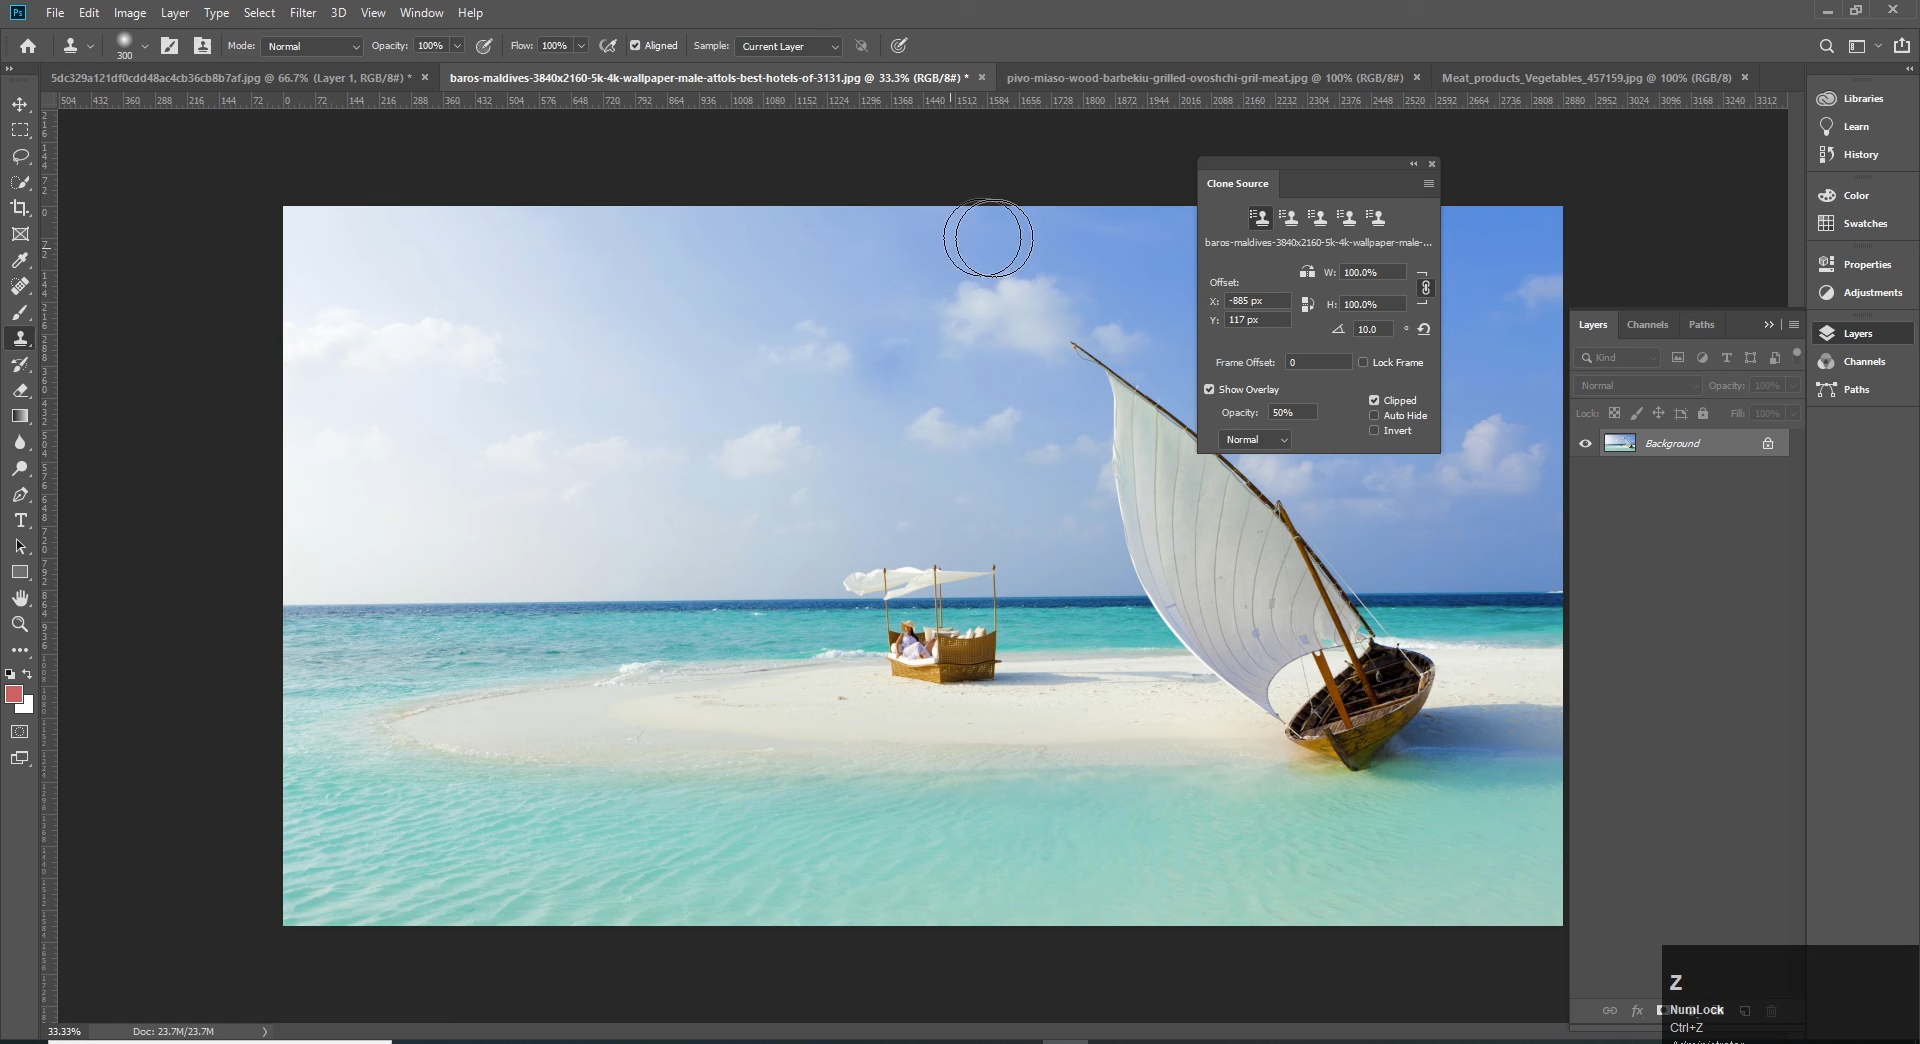 Ps File Edit Image Layer Type Select Filter 3D View Window Help
300 Mode: Normal Opacity: 100% Flow: 100% Aligned Sample: Current Layer
5dc329a121df0cdd48ac4cb36cb8b7af.jpg @ 66.7% (Layer 1, RGB/8#) * × baros-maldives-3840x2160-5k-4k-wallpaper-male-attols-best-hotels-of-3131.jpg @ 33.3% (RGB/8#) * × pivo-miaso-wood-barbekiu-grilled-ovoshchi-gril-meat.jpg @ 100% (RGB/8#) × Meat_products_Vegetables_457159.jpg @ 100% (RGB/8) ×
504 432 360 288 216 144 72 0 72 144 216 288 360 432 504 576 648 720 792 864 936 1008 1080 1152 1224 1296 1368 1440 1512 1584 1656 1728 1800 1872 1944 2016 2088 2160 2232 2304 2376 2448 2520 2592 2664 2736 2808 2880 2952 3024 3096 3168 3240 3312
Libraries
Learn
History
Color
Swatches
Properties
Adjustments
Layers
Channels
Paths
Clone Source
baros-maldives-3840x2160-5k-4k-wallpaper-male-...
Offset:
W: 100.0%
X: -885 px
H: 100.0%
Y: 117 px
10.0 °
Frame Offset: 0 Lock Frame
Show Overlay
Opacity: 50%
Clipped
Auto Hide
Normal
Invert
Layers Channels Paths
Kind
Normal Opacity: 100%
Lock: Fill: 100%
Background
Z
NumLock
Ctrl+Z
33.33% Doc: 23.7M/23.7M